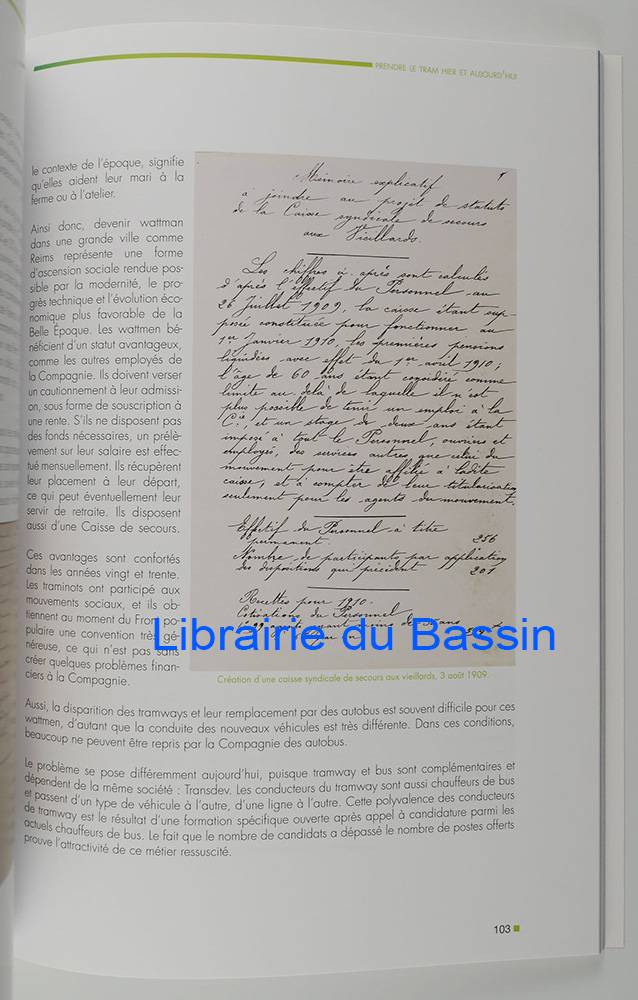 PRENDRE LE TRAM HIER ET AUJOURD'HUI
le contexte de l'époque, signifie
qu'elles aident leur mari à la
ferme ou à l'atelier.
Ainsi donc, devenir wattman
dans une grande ville comme
Reims représente une forme
d'ascension sociale rendue pos-
sible par la modernité, le pro-
grès technique et l'évolution éco-
nomique plus favorable de la
Belle Époque. Les wattmen bé-
néficient d'un statut avantageux,
comme les autres employés de
la Compagnie. Ils doivent verser
un cautionnement à leur admissi-
on, sous forme de souscription à
une rente. S'ils ne disposent pas
des fonds nécessaires, un prélè-
vement sur leur salaire est effec-
tué mensuellement. Ils récupèrent
leur placement à leur départ,
ce qui peut éventuellement leur
servir de retraite. Ils disposent
aussi d'une Caisse de secours.
Ces avantages sont confortés
dans les années vingt et trente.
Les traminots ont participé aux
mouvements sociaux, et ils ob-
tiennent au moment du Front po-
pulaire une convention très gé-
néreuse, ce qui n'est pas sans
créer quelques problèmes finan-
ciers à la Compagnie.
Mémoire explicatif
à joindre au projet de statuts
de la Caisse syndicale de secours
aux Vieillards.
Les chiffres ci-après sont calculés
d'après l'effectif du Personnel au
26 Juillet 1909, la caisse étant sup-
posée constituée pour fonctionner au
1er Janvier 1910, les premières pensions
liquidées avec effet du 1er avril 1910;
l'âge de 60 ans étant considéré comme
limite au delà de laquelle il n'est
plus possible de tenir un emploi à la
Cie, et un stage de deux ans étant
imposé à tout le Personnel, ouvriers et
employés, des services autres que celui du
mouvement pour être affilié à ladite
caisse, et à compter de leur titularisation
seulement pour les agents du mouvement.
Effectif du Personnel à titre
permanent. 256
Nombre de participants par application
des dispositions qui précèdent 201
Recettes pour 1910.
Cotisations du Personnel
Librairie du Bassin
Création d'une caisse syndicale de secours aux vieillards, 3 août 1909.
Aussi, la disparition des tramways et leur remplacement par des autobus est souvent difficile pour ces
wattmen, d'autant que la conduite des nouveaux véhicules est très différente. Dans ces conditions,
beaucoup ne peuvent être repris par la Compagnie des autobus.
Le problème se pose différemment aujourd'hui, puisque tramway et bus sont complémentaires et
dépendent de la même société : Transdev. Les conducteurs du tramway sont aussi chauffeurs de bus
et passent d'un type de véhicule à l'autre, d'une ligne à l'autre. Cette polyvalence des conducteurs
de tramway est le résultat d'une formation spécifique ouverte après appel à candidature parmi les
actuels chauffeurs de bus. Le fait que le nombre de candidats a dépassé le nombre de postes offerts
prouve l'attractivité de ce métier ressuscité.
103